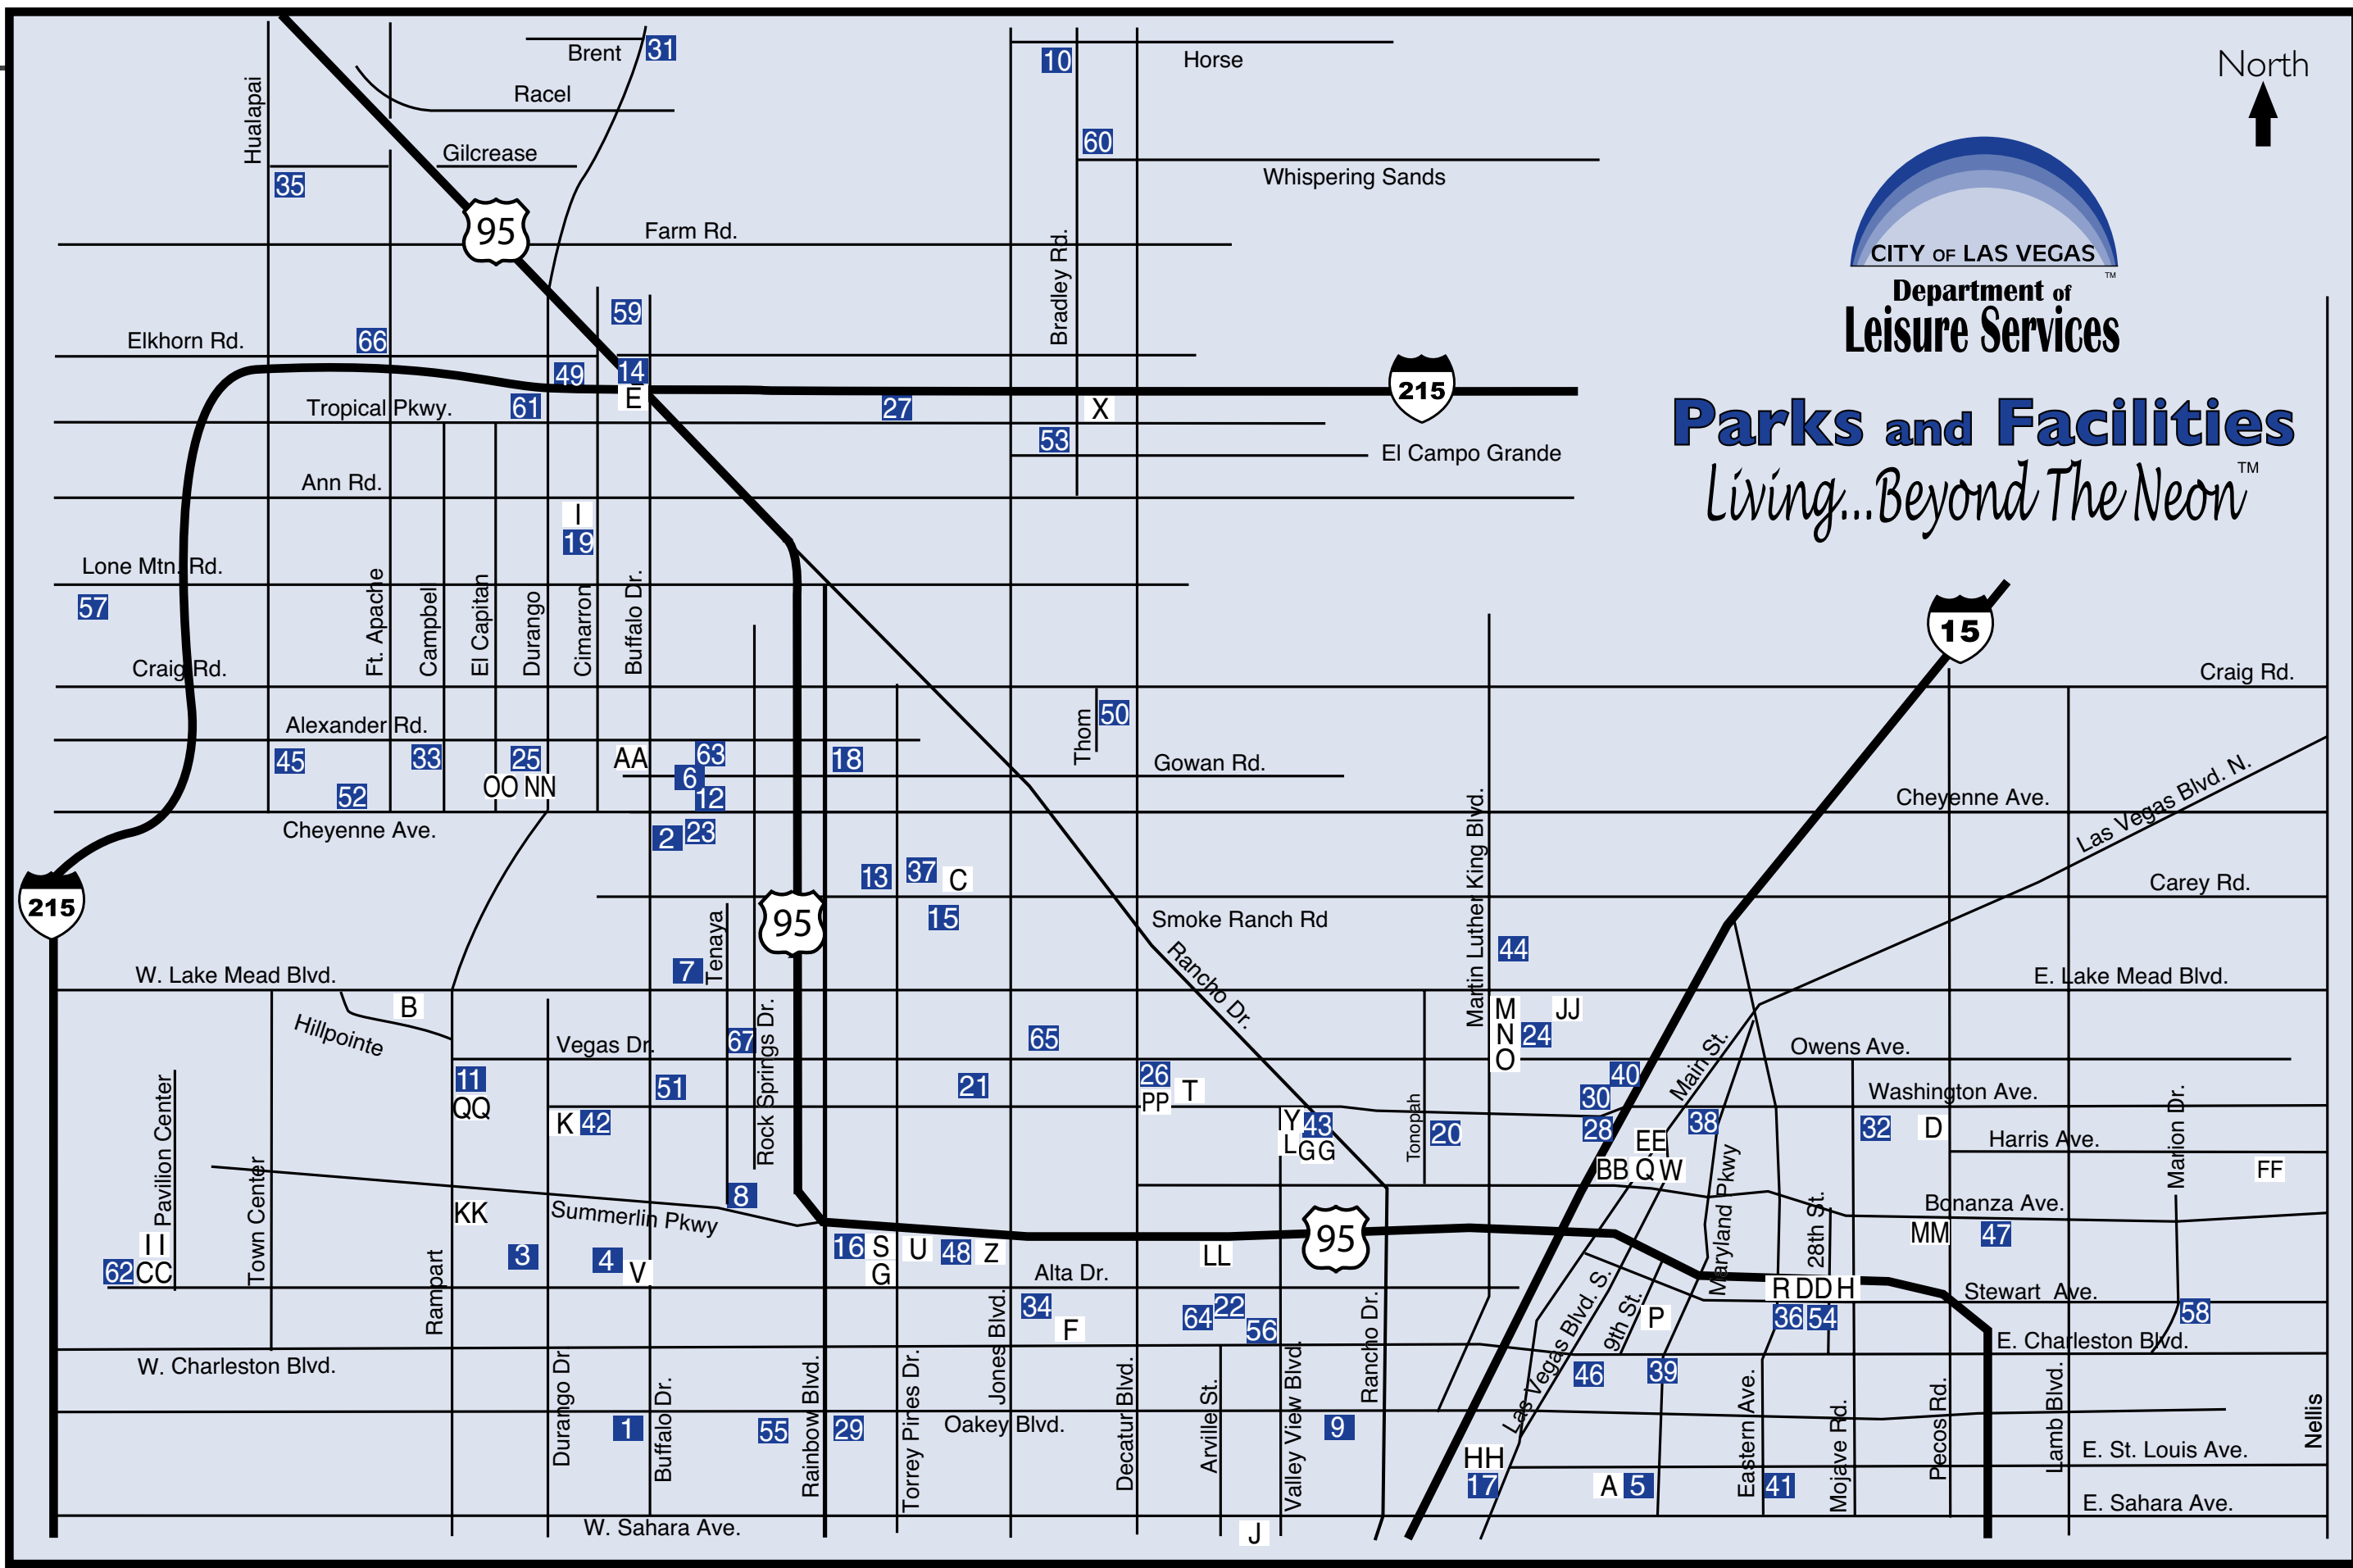 Brent
31
10
Horse
North
Hualapai
Racel
60
Gilcrease
35
Whispering Sands
95
Farm Rd.
Bradley Rd.
CITY OF LAS VEGAS
TM
Department of
Leisure Services
59
Elkhorn Rd.
66
49
14
E
215
Tropical Pkwy.
61
27
X
Parks and Facilities
53
El Campo Grande
Living...Beyond The Neon™
Ann Rd.
I
19
Lone Mtn. Rd.
57
Ft. Apache
Campbell
El Capitan
Durango
Cimarron
Buffalo Dr.
15
Craig Rd.
Craig Rd.
Alexander Rd.
Thom
50
45
33
25
AA
63
18
Gowan Rd.
OO NN
6
52
12
Cheyenne Ave.
Las Vegas Blvd. N.
Cheyenne Ave.
2
23
Martin Luther King Blvd.
13
37
C
Carey Rd.
215
95
15
Smoke Ranch Rd
Tenaya
44
7
Rancho Dr.
W. Lake Mead Blvd.
E. Lake Mead Blvd.
B
M
JJ
Hillpointe
N
24
Vegas Dr.
67
Rock Springs Dr.
65
O
Main St.
Owens Ave.
11
51
21
26
T
40
Washington Ave.
QQ
PP
30
K
42
Y
43
Tonopah
20
28
38
32
D
Harris Ave.
Marion Dr.
L
GG
EE
BB
Q
W
FF
Pavilion Center
Town Center
8
Maryland Pkwy
28th St.
Bonanza Ave.
KK
Summerlin Pkwy
95
MM
47
II
3
4
V
16
S
U
48
Z
LL
62
CC
G
Alta Dr.
R
DD
H
Stewart Ave.
Rampart
Jones Blvd.
34
F
64
22
56
Rancho Dr.
Las Vegas Blvd. S.
9th St.
P
36
54
58
E. Charleston Blvd.
W. Charleston Blvd.
46
39
Durango Dr
Buffalo Dr.
Rainbow Blvd.
Torrey Pines Dr.
Decatur Blvd.
Arville St.
Valley View Blvd.
Eastern Ave.
Mojave Rd.
Pecos Rd.
Lamb Blvd.
Nellis
1
55
29
Oakey Blvd.
9
HH
E. St. Louis Ave.
17
A
5
41
E. Sahara Ave.
W. Sahara Ave.
J